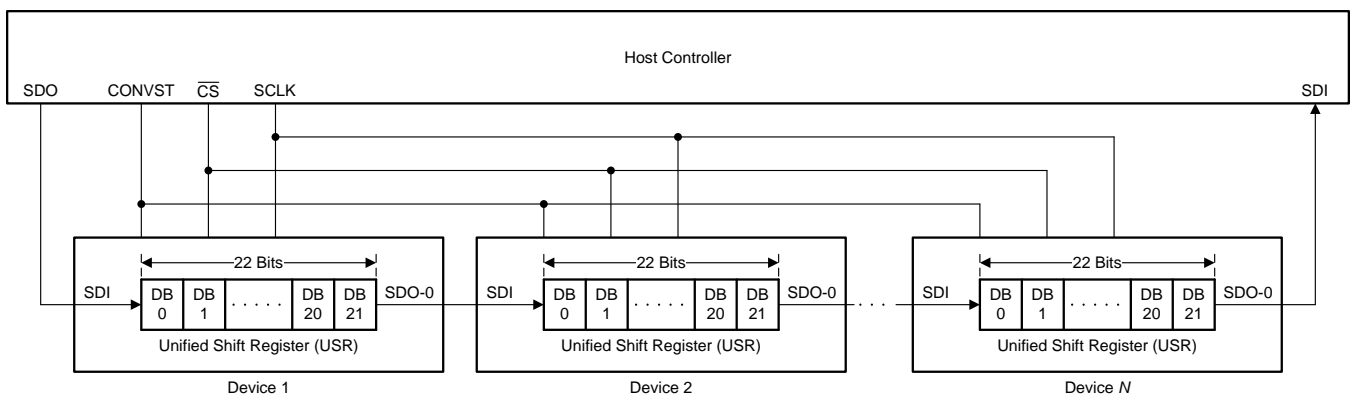 Host Controller
SDO CONVST CS SCLK SDI
22 Bits 22 Bits 22 Bits
SDI DB 0 DB 1 . . . . . DB 20 DB 21 SDO-0 SDI DB 0 DB 1 . . . . . DB 20 DB 21 SDO-0 . . . . SDI DB 0 DB 1 . . . . . DB 20 DB 21 SDO-0
Unified Shift Register (USR) Unified Shift Register (USR) Unified Shift Register (USR)
Device 1 Device 2 Device N